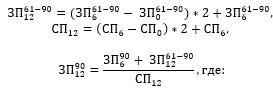 ЗП₁₂⁶¹⁻⁹⁰ = (ЗП₆⁶¹⁻⁹⁰ − ЗП₀⁶¹⁻⁹⁰) * 2 + ЗП₆⁶¹⁻⁹⁰,
СП₁₂ = (СП₆ − СП₀) * 2 + СП₆,
ЗП₁₂⁹⁰ = (ЗП₆⁹⁰ + ЗП₁₂⁶¹⁻⁹⁰) / СП₁₂, где: